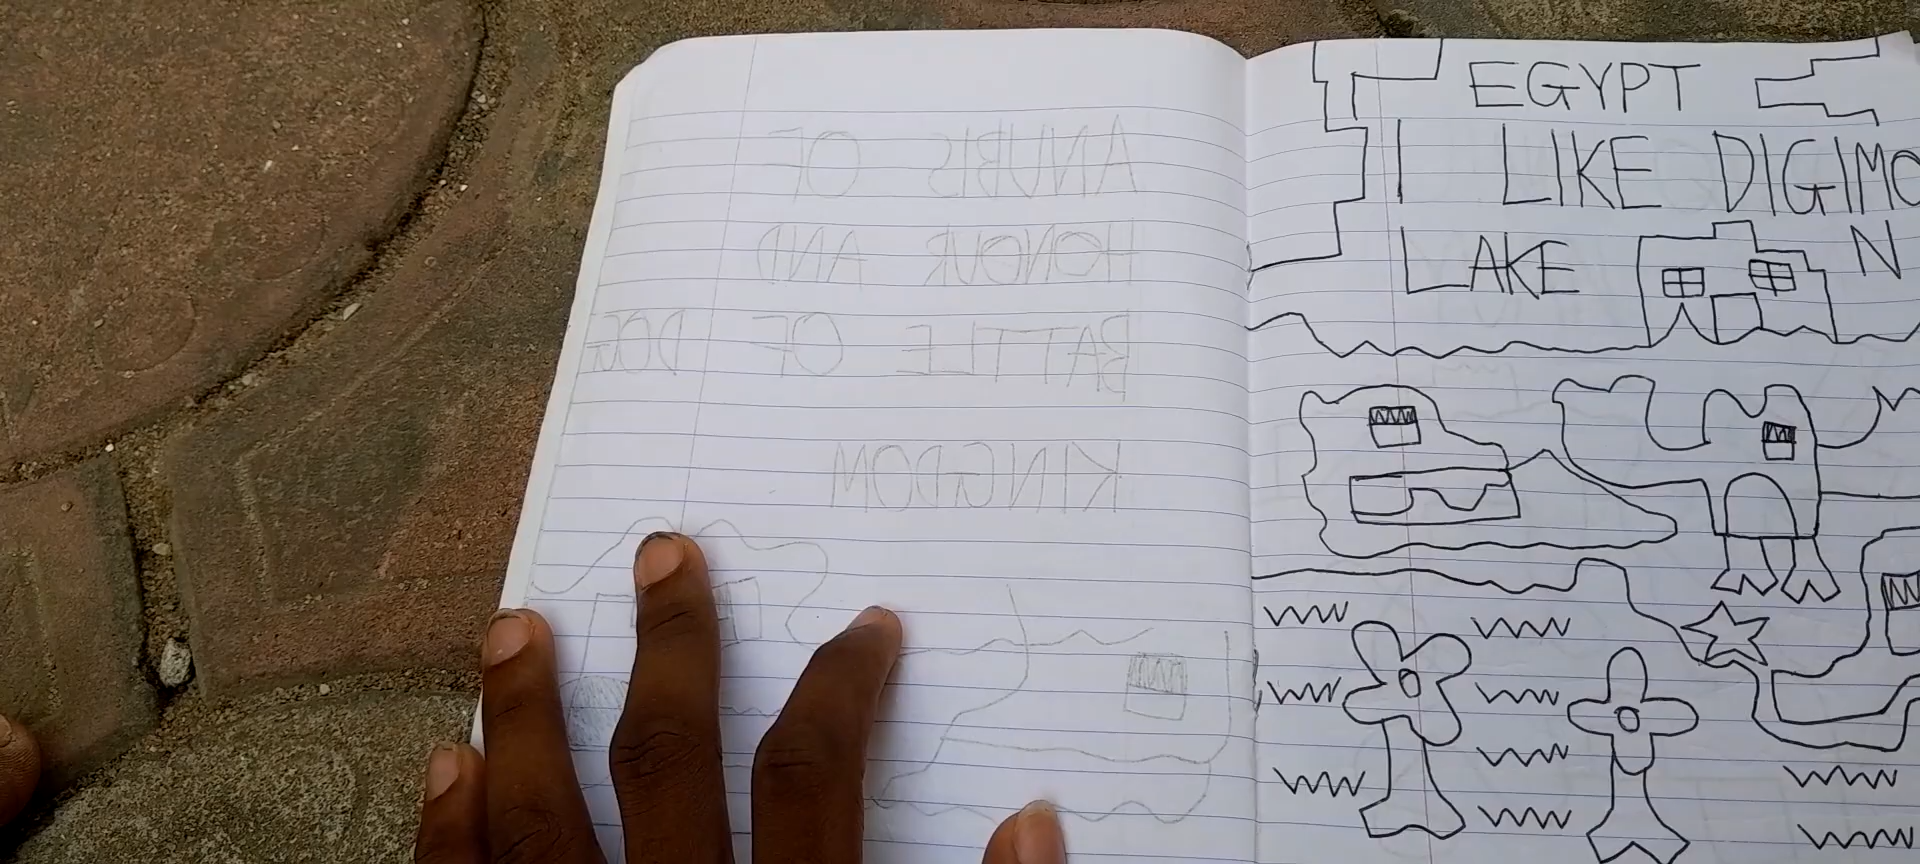 ANUBIS OF
HONOUR AND
BATTLE OF DOG
KINGDOM
EGYPT
I LIKE DIGIMO
LAKE N